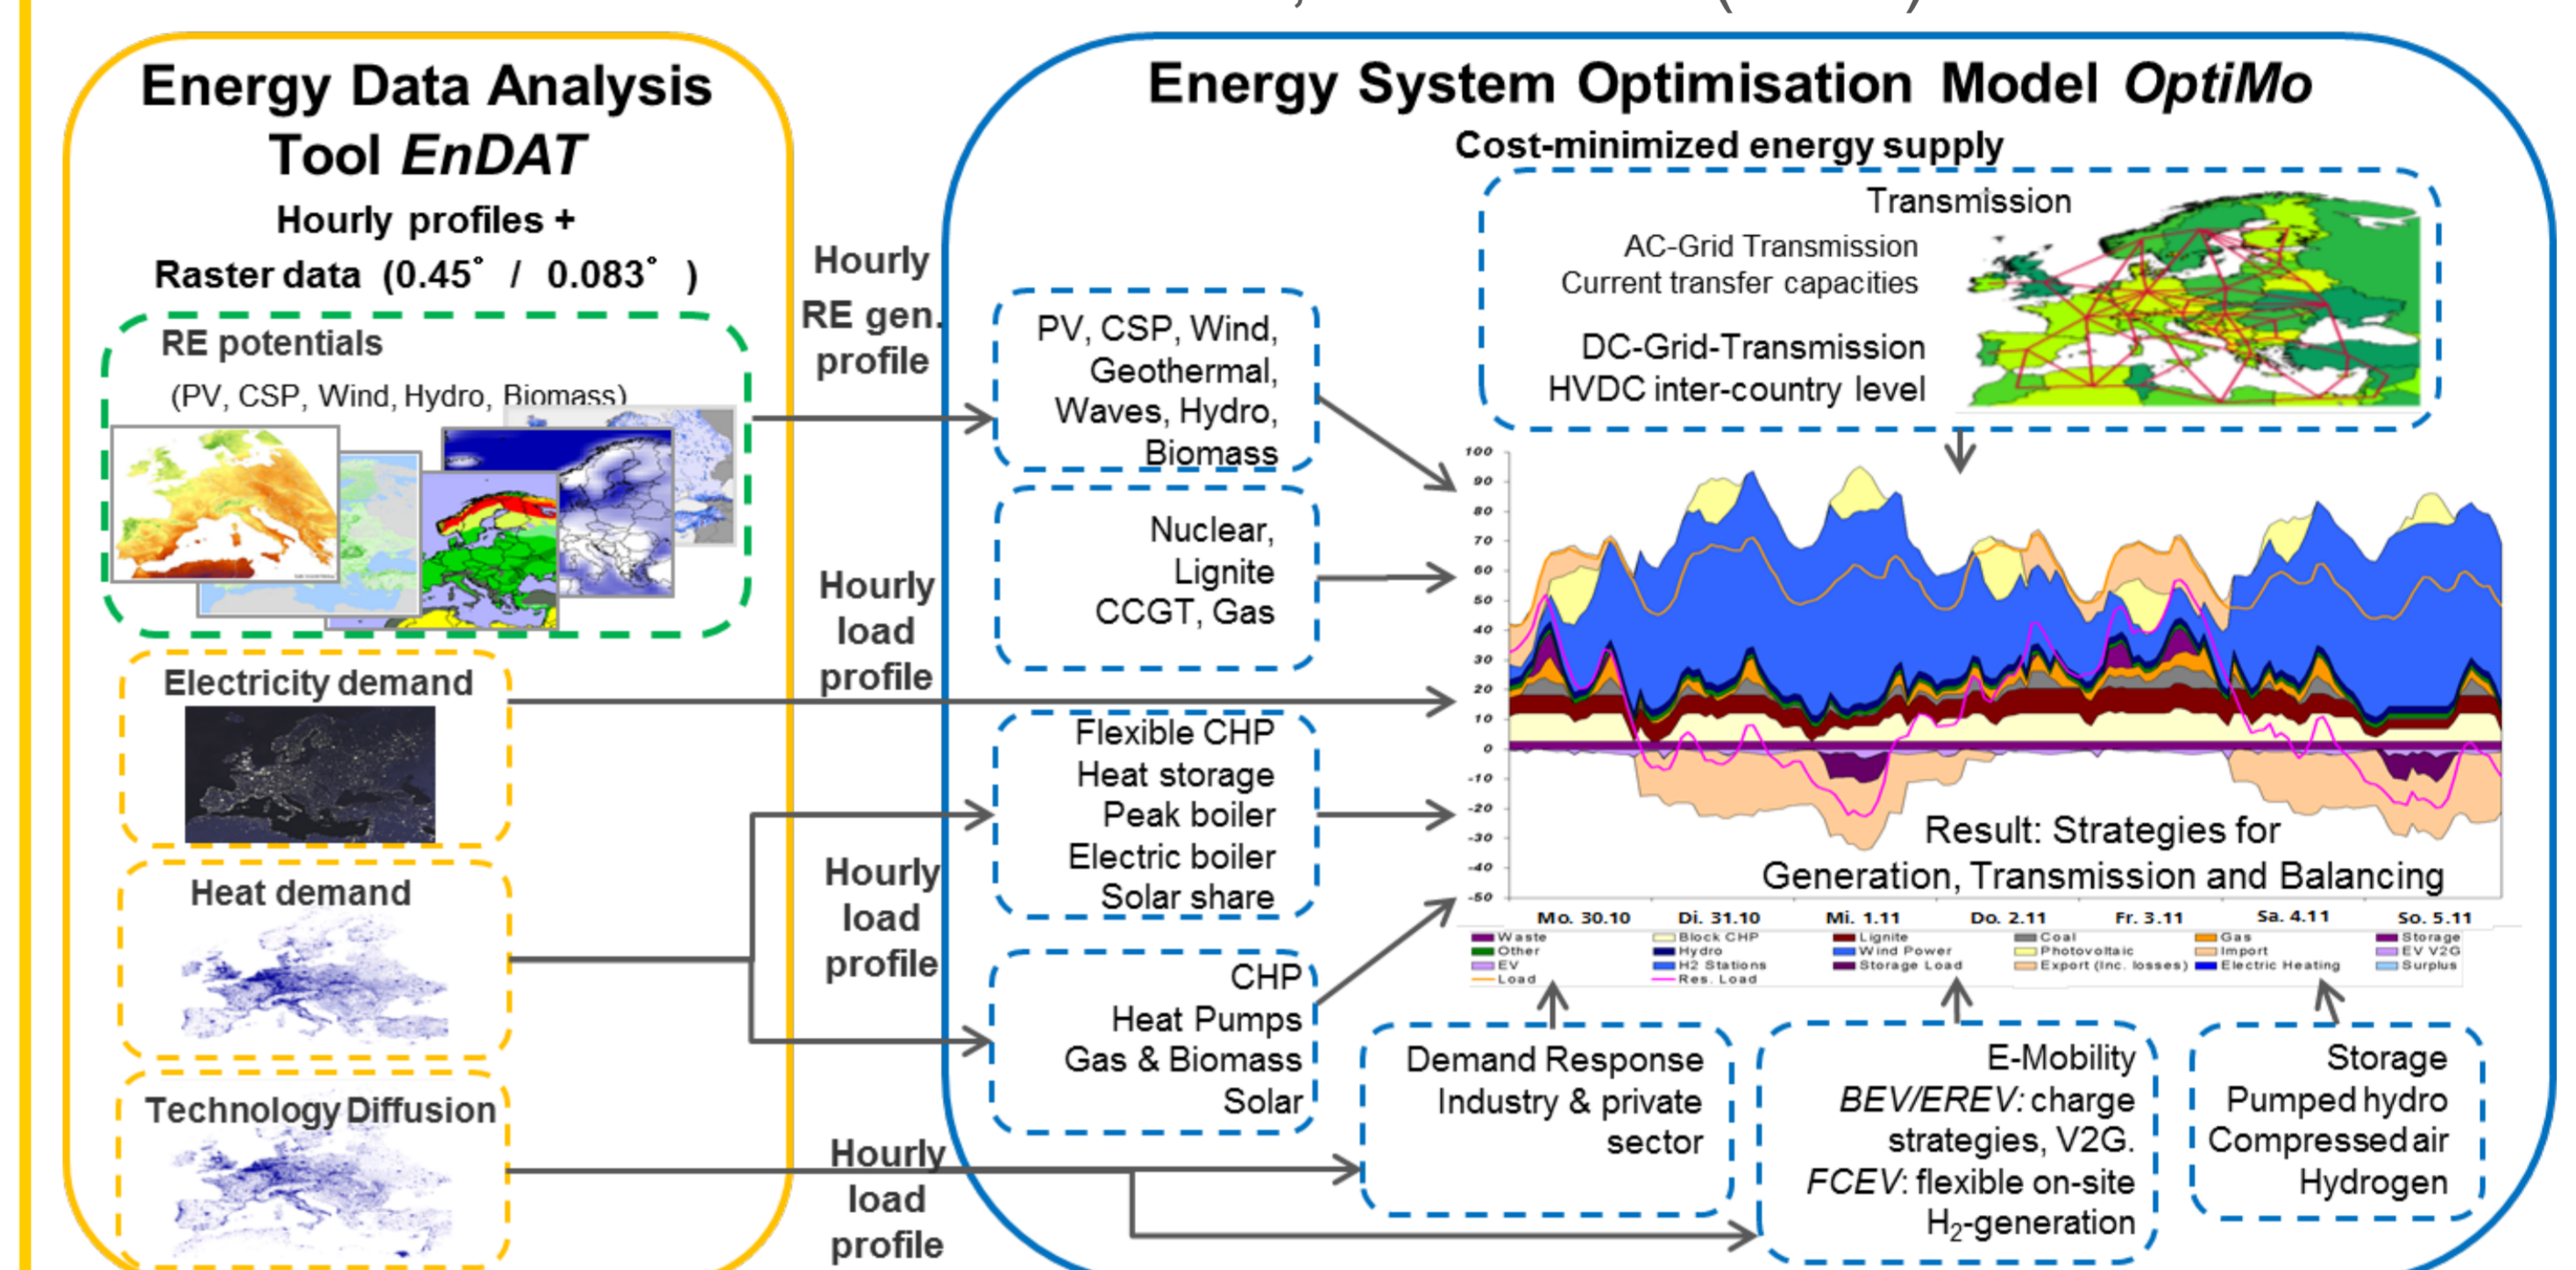 Energy Data Analysis
Tool EnDAT
Hourly profiles +
Raster data (0.45° / 0.083° )
RE potentials
(PV, CSP, Wind, Hydro, Biomass)
Electricity demand
Heat demand
Technology Diffusion
Hourly
RE gen.
profile
Hourly
load
profile
Hourly
load
profile
Hourly
load
profile
Energy System Optimisation Model OptiMo
Cost-minimized energy supply
Transmission
AC-Grid Transmission
Current transfer capacities
DC-Grid-Transmission
HVDC inter-country level
PV, CSP, Wind,
Geothermal,
Waves, Hydro,
Biomass
Nuclear,
Lignite
CCGT, Gas
Flexible CHP
Heat storage
Peak boiler
Electric boiler
Solar share
CHP
Heat Pumps
Gas & Biomass
Solar
100
90
80
70
60
50
40
30
20
10
0
-10
-20
-30
-40
-50
Result: Strategies for
Generation, Transmission and Balancing
Mo. 30.10 Di. 31.10 Mi. 1.11 Do. 2.11 Fr. 3.11 Sa. 4.11 So. 5.11
Waste Block CHP Lignite Coal Gas Storage
Other Hydro Wind Power Photovoltaic Import EV V2G
EV H2 Stations Storage Load Export (Inc. losses) Electric Heating Surplus
Load Res. Load
Demand Response
Industry & private
sector
E-Mobility
BEV/EREV: charge
strategies, V2G.
FCEV: flexible on-site
H₂-generation
Storage
Pumped hydro
Compressed air
Hydrogen